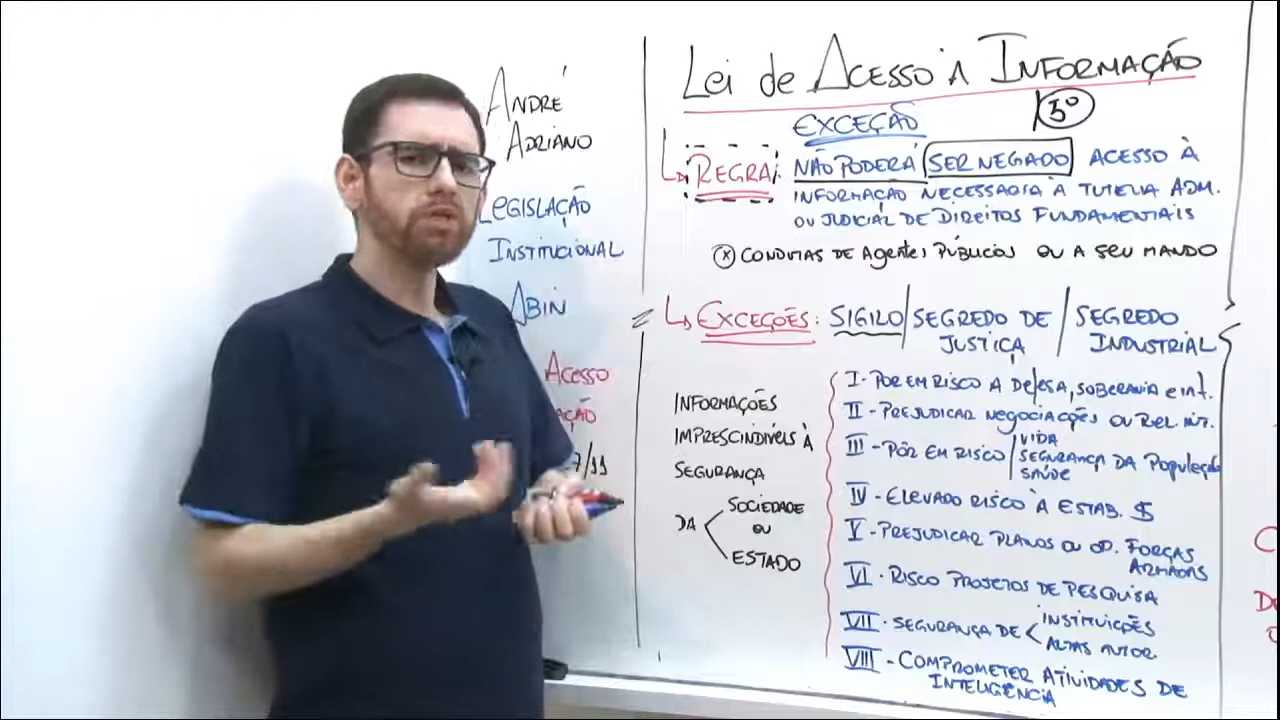 ANDRÉ
ADRIANO
LEGISLAÇÃO
INSTITUCIONAL
ABIN
ACESSO
AÇÃO
7/11
Lei de ACESSO À INFORMAÇÃO
EXCEÇÃO
5º
REGRA: NÃO PODERÁ SER NEGADO ACESSO À
INFORMAÇÃO NECESSÁRIA À TUTELA ADM.
OU JUDICIAL DE DIREITOS FUNDAMENTAIS
(x) CONDUTAS DE AgENTES PÚBLICOS OU A SEU MANDO
EXCEÇÕES: SIGILO / SEGREDO DE JUSTIÇA / SEGREDO INDUSTRIAL
INFORMAÇÕES
IMPRESCINDÍVEIS À
SEGURANÇA
DA SOCIEDADE
OU
ESTADO
I - PÔR EM RISCO A DEfESA, SOBERANIA e INT.
II - PREJUDICAR NEgOCIAÇÕES OU REL INT.
III - PÔR EM RISCO VIDA
SEGURANÇA DA POPULAÇÃO
SAÚDE
IV - ELEVADO RISCO À ESTAB. $
V - PREJUDICAR PLANOS OU OP. FORÇAS
ARMADAS
VI - RISCO PROJETOS DE PESQUISA
VII - SEGURANÇA DE < INSTITUIÇÕES
ALTAS AUTOR.
VIII - COMPROMETER ATIVIDADES DE
INTELIGÊNCIA